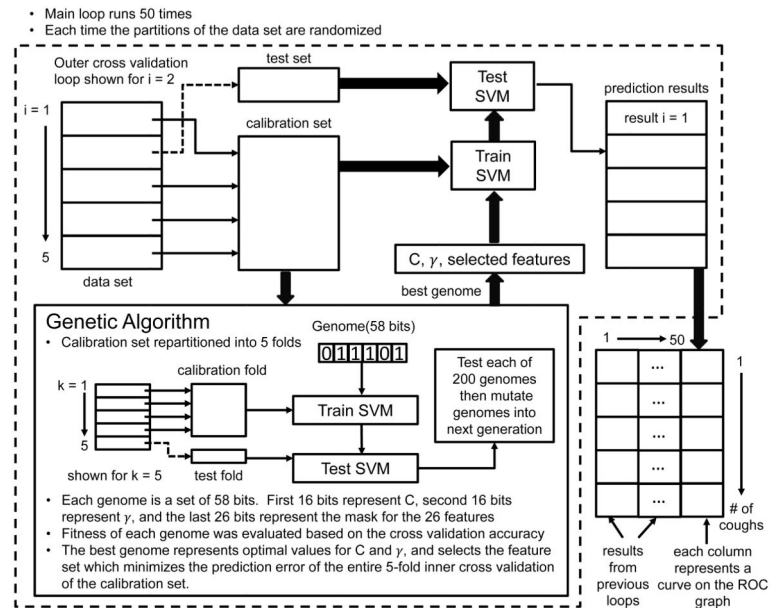 • Main loop runs 50 times
• Each time the partitions of the data set are randomized
Outer cross validation
loop shown for i = 2
test set
Test
SVM
prediction results
i = 1
calibration set
result i = 1
Train
SVM
5
data set
C, γ, selected features
best genome
Genetic Algorithm
• Calibration set repartitioned into 5 folds
Genome(58 bits)
011101
k = 1
calibration fold
Train SVM
Test each of
200 genomes
then mutate
genomes into
next generation
5
shown for k = 5
test fold
Test SVM
• Each genome is a set of 58 bits. First 16 bits represent C, second 16 bits
represent γ, and the last 26 bits represent the mask for the 26 features
• Fitness of each genome was evaluated based on the cross validation accuracy
• The best genome represents optimal values for C and γ, and selects the feature
set which minimizes the prediction error of the entire 5-fold inner cross validation
of the calibration set.
1
50
...
1
...
...
...
...
# of
coughs
results
from
previous
loops
each column
represents a
curve on the ROC
graph